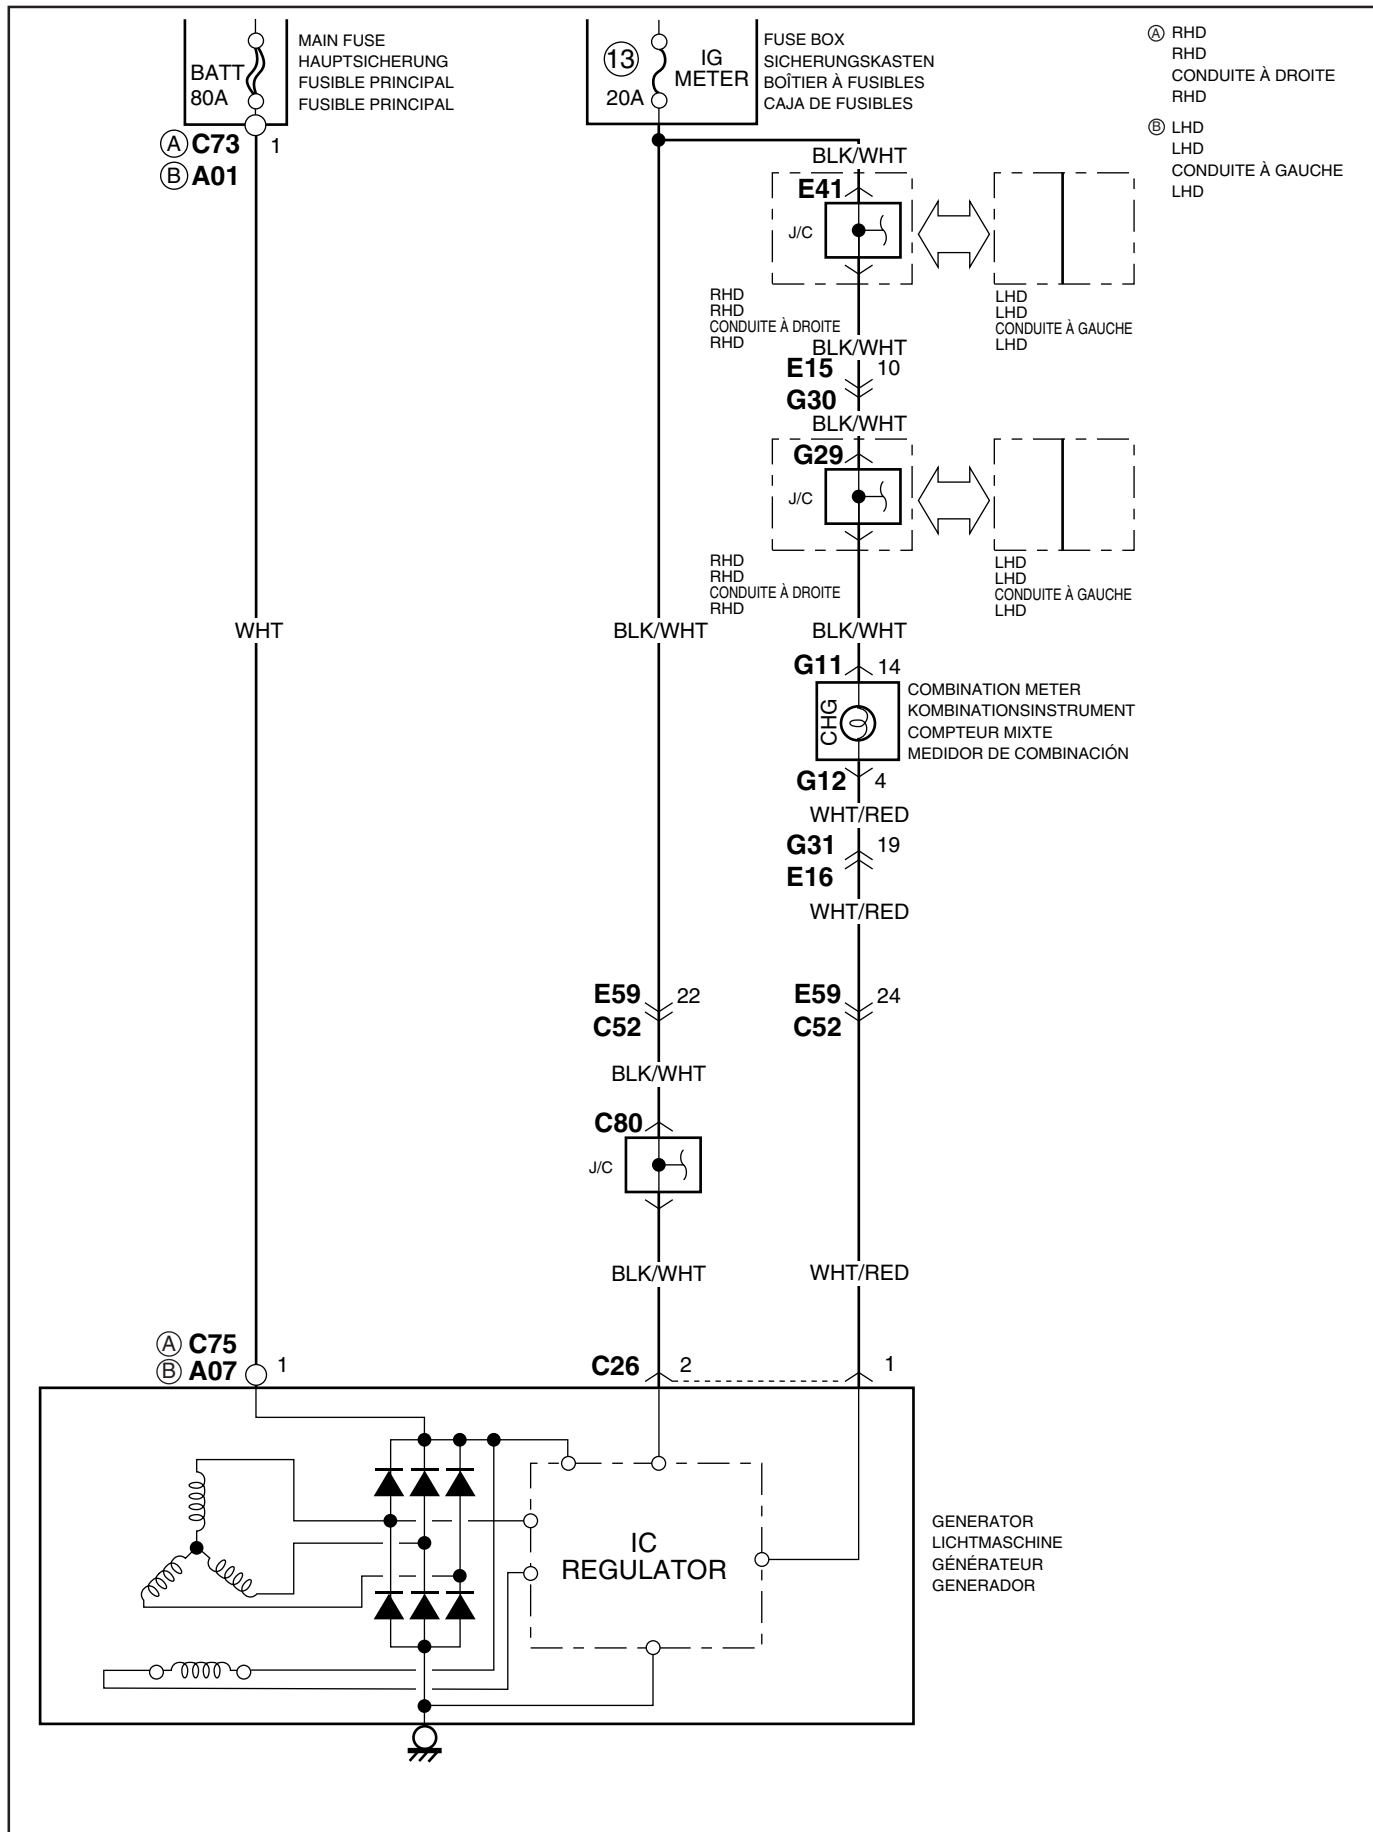 BATT
80A
MAIN FUSE
HAUPTSICHERUNG
FUSIBLE PRINCIPAL
FUSIBLE PRINCIPAL
13
20A
IG
METER
FUSE BOX
SICHERUNGSKASTEN
BOÎTIER À FUSIBLES
CAJA DE FUSIBLES
A RHD
RHD
CONDUITE À DROITE
RHD
B LHD
LHD
CONDUITE À GAUCHE
LHD
A C73 1
B A01
BLK/WHT
E41
J/C
RHD
RHD
CONDUITE À DROITE
RHD
LHD
LHD
CONDUITE À GAUCHE
LHD
BLK/WHT
E15 10
G30
BLK/WHT
G29
J/C
RHD
RHD
CONDUITE À DROITE
RHD
LHD
LHD
CONDUITE À GAUCHE
LHD
WHT
BLK/WHT
BLK/WHT
G11 14
CHG
COMBINATION METER
KOMBINATIONSINSTRUMENT
COMPTEUR MIXTE
MEDIDOR DE COMBINACIÓN
G12 4
WHT/RED
G31 19
E16
WHT/RED
E59 22
C52
E59 24
C52
BLK/WHT
C80
J/C
BLK/WHT
WHT/RED
A C75 1
B A07
C26 2
1
IC
REGULATOR
GENERATOR
LICHTMASCHINE
GÉNÉRATEUR
GENERADOR